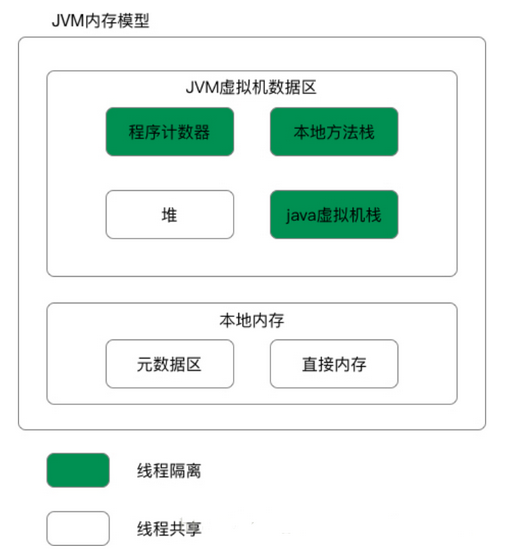 JVM内存模型
JVM虚拟机数据区
程序计数器
本地方法栈
堆
java虚拟机栈
本地内存
元数据区
直接内存
线程隔离
线程共享